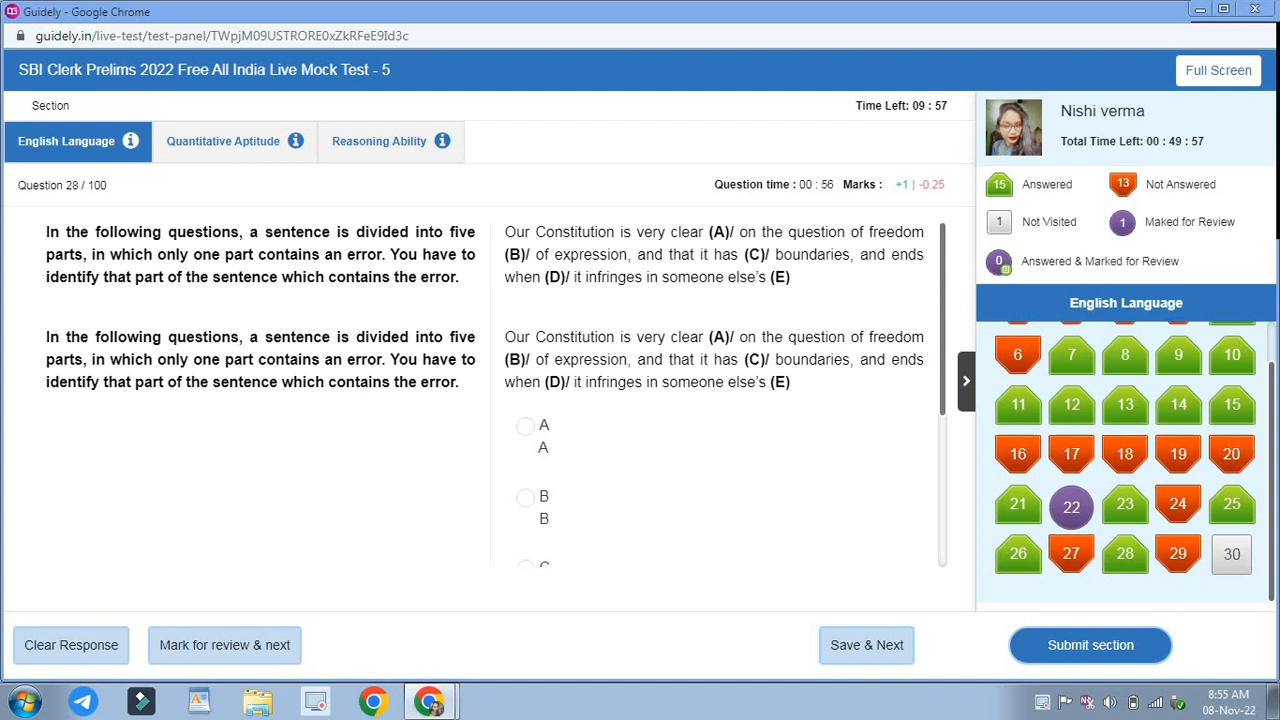 Guidely - Google Chrome
guidely.in/live-test/test-panel/TWpjM09USTRORE0xZkRFeE9Id3c
SBI Clerk Prelims 2022 Free All India Live Mock Test - 5
Full Screen
Section
Time Left: 09 : 57
English Language
Quantitative Aptitude
Reasoning Ability
Nishi verma
Total Time Left: 00 : 49 : 57
Question 28 / 100
Question time : 00 : 56 Marks : +1 | -0.25
15 Answered
13 Not Answered
1 Not Visited
1 Maked for Review
0 Answered & Marked for Review
In the following questions, a sentence is divided into five
parts, in which only one part contains an error. You have to
identify that part of the sentence which contains the error.
Our Constitution is very clear (A)/ on the question of freedom
(B)/ of expression, and that it has (C)/ boundaries, and ends
when (D)/ it infringes in someone else's (E)
In the following questions, a sentence is divided into five
parts, in which only one part contains an error. You have to
identify that part of the sentence which contains the error.
Our Constitution is very clear (A)/ on the question of freedom
(B)/ of expression, and that it has (C)/ boundaries, and ends
when (D)/ it infringes in someone else's (E)
A
A
B
B
C
English Language
6 7 8 9 10
11 12 13 14 15
16 17 18 19 20
21 22 23 24 25
26 27 28 29 30
Clear Response
Mark for review & next
Save & Next
Submit section
8:55 AM
08-Nov-22